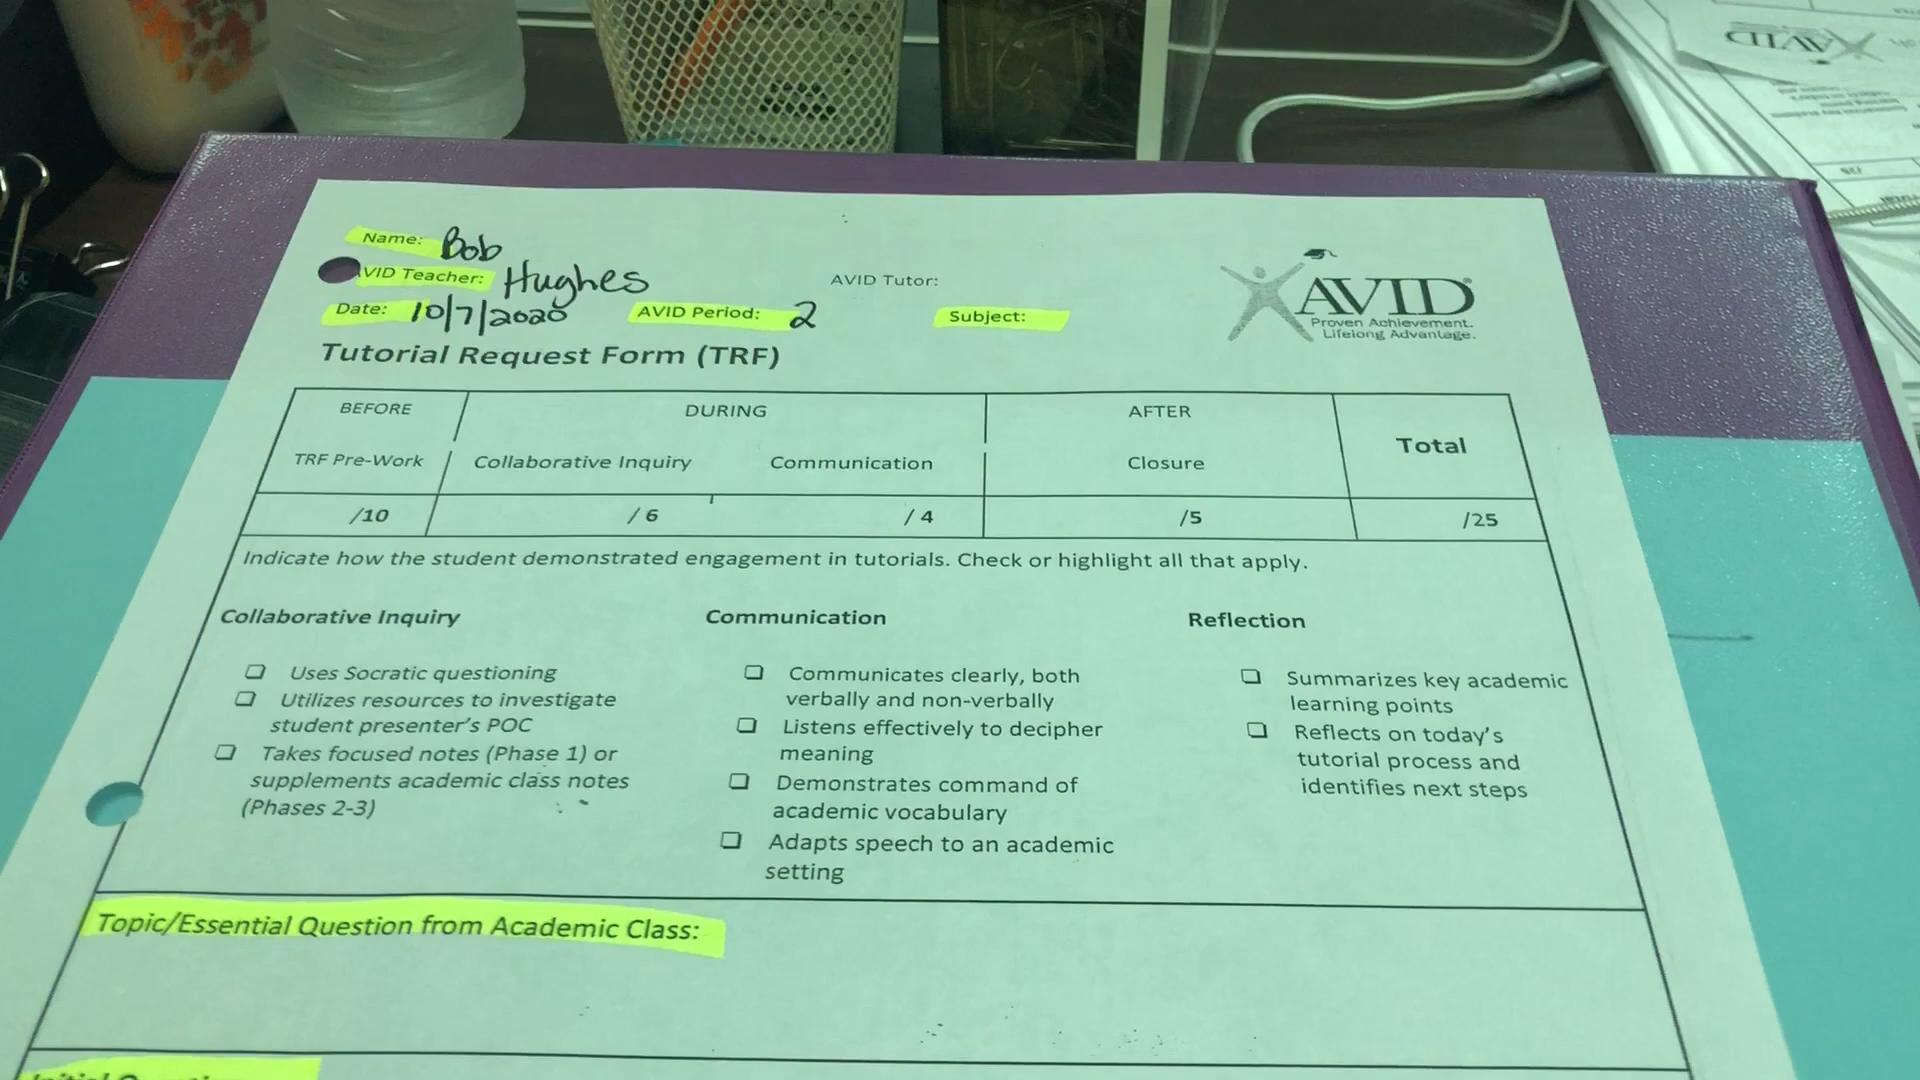 Name: Bob
VID Teacher: Hughes
AVID Tutor:
Date: 10/7/2020 AVID Period: 2 Subject:
AVID
Proven Achievement.
Lifelong Advantage.
Tutorial Request Form (TRF)
BEFORE DURING AFTER Total
TRF Pre-Work Collaborative Inquiry Communication Closure
/10 / 6 / 4 /5 /25
Indicate how the student demonstrated engagement in tutorials. Check or highlight all that apply.
Collaborative Inquiry
Uses Socratic questioning
Utilizes resources to investigate
student presenter's POC
Takes focused notes (Phase 1) or
supplements academic class notes
(Phases 2-3)
Communication
Communicates clearly, both
verbally and non-verbally
Listens effectively to decipher
meaning
Demonstrates command of
academic vocabulary
Adapts speech to an academic
setting
Reflection
Summarizes key academic
learning points
Reflects on today's
tutorial process and
identifies next steps
Topic/Essential Question from Academic Class:
AVID